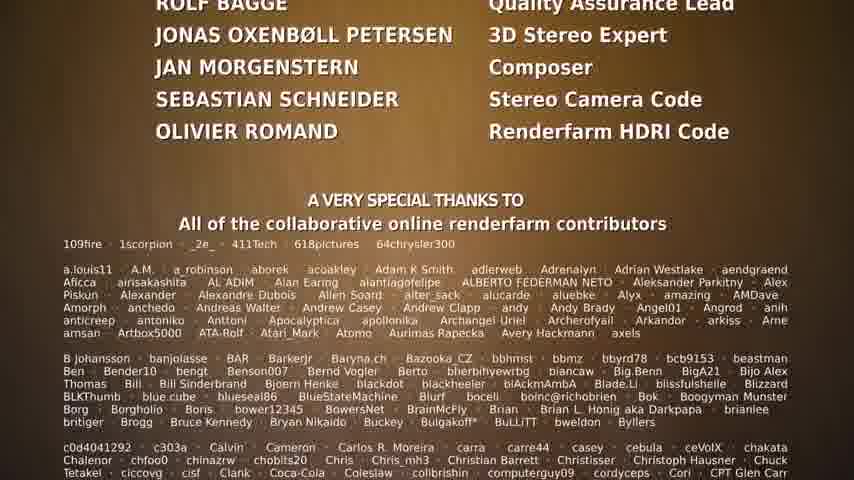 ROLF BAGGE Quality Assurance Lead
JONAS OXENBØLL PETERSEN 3D Stereo Expert
JAN MORGENSTERN Composer
SEBASTIAN SCHNEIDER Stereo Camera Code
OLIVIER ROMAND Renderfarm HDRI Code
A VERY SPECIAL THANKS TO
All of the collaborative online renderfarm contributors
109fire · 1scorpion · _2e_ · 411Tech · 618pictures 64chrysler300
a.louis11 A.M. a_robinson aborek acoakley Adam K Smith adlerweb Adrenalyn Adrian Westlake aendgraend
Aficca airisakashita AL ADiM Alan Earing alantiagofelipe ALBERTO FEDERMAN NETO Aleksander Parkitny Alex
Piskun Alexander Alexandre Dubois Allen Soard alter_sack alucarde aluebke Alyx amazing AMDave
Amorph anchedo Andreas Walter Andrew Casey Andrew Clapp andy Andy Brady Angel01 Angrod anih
anticreep antoniko Anttoni Apocalyptica apollonika Archangel Uriel Archerofyail Arkandor arkiss Arne
arnsan Artbox5000 ATA-Rolf Atari_Mark Atomo Aurimas Rapecka Avery Hackmann axels
B Johansson banjolasse BAR BarkerJr Baryna.ch Bazooka_CZ bbhmst bbmz bbyrd78 bcb9153 beastman
Ben Bender10 bengt Benson007 Bernd Vogler Berto bherbihyewrbg biancaw Big.Benn BigA21 Bijo Alex
Thomas Bill Bill Sinderbrand Bjoern Henke blackdot blackheeler blAckAmbA Blade.Li blissfulshelle Blizzard
BLKThumb blue.cube blueseal86 BlueStateMachine Blurf boceli boinc@richobrien Bok Boogyman Munster
Borg Borgholio Boris bower12345 BowersNet BrainMcFly Brian Brian L. Honig aka Darkpapa brianlee
britiger Brogg Bruce Kennedy Bryan Nikaido Buckey Bulgakoff* BuLLiTT bweldon Byllers
c0d4041292 c303a Calvin Cameron Carlos R. Moreira carra carre44 casey cebula ceVoIX chakata
Chalenor chfoo0 chinazrw chobits20 Chris Chris_mh3 Christian Barrett Christisser Christoph Hausner Chuck
Tetakel ciccovg cisf Clank Coca-Cola Coleslaw collbrishin computerguy09 cordyceps Cori CPT Glen Carr